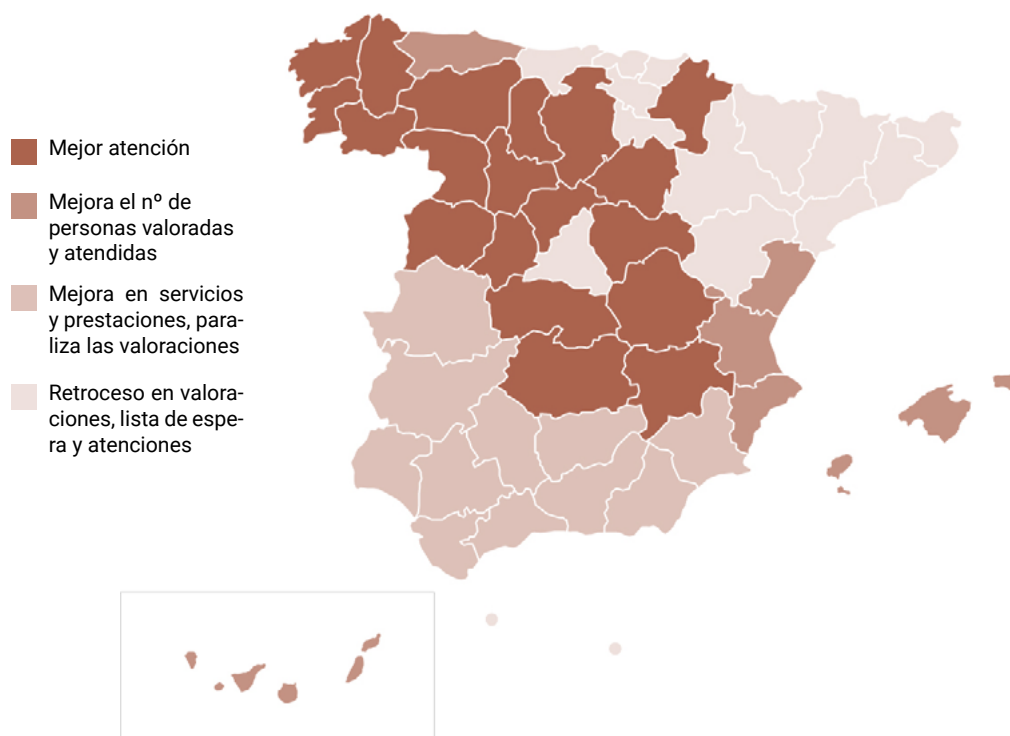 Mejor atención
Mejora el nº de
personas valoradas
y atendidas
Mejora en servicios
y prestaciones, para-
liza las valoraciones
Retroceso en valora-
ciones, lista de espe-
ra y atenciones